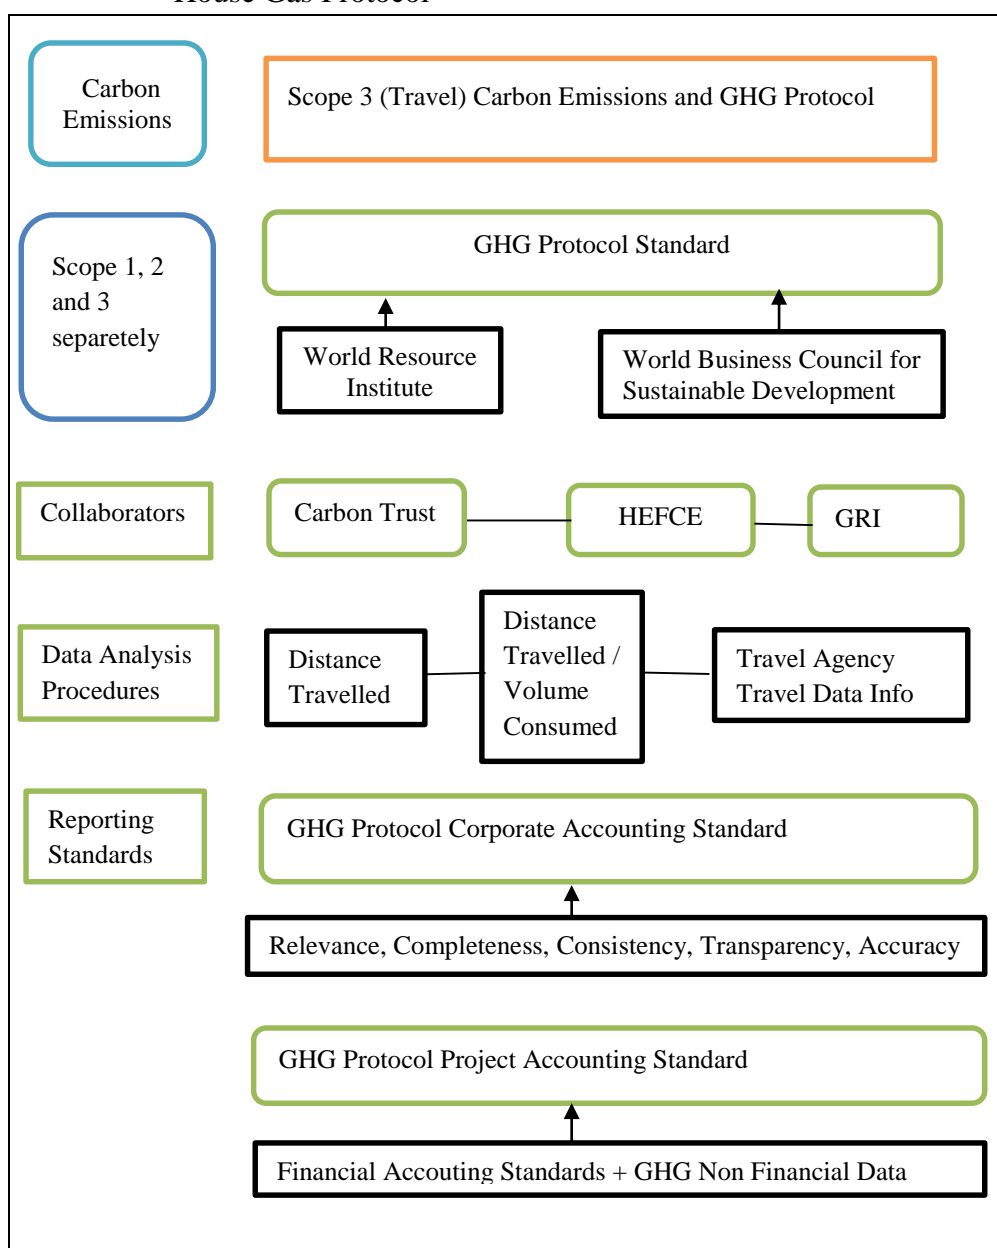 House Gas Protocol
Carbon
Emissions
Scope 3 (Travel) Carbon Emissions and GHG Protocol
Scope 1, 2
and 3
separetely
GHG Protocol Standard
World Resource
Institute
World Business Council for
Sustainable Development
Collaborators
Carbon Trust
HEFCE
GRI
Data Analysis
Procedures
Distance
Travelled
Distance
Travelled /
Volume
Consumed
Travel Agency
Travel Data Info
Reporting
Standards
GHG Protocol Corporate Accounting Standard
Relevance, Completeness, Consistency, Transparency, Accuracy
GHG Protocol Project Accounting Standard
Financial Accouting Standards + GHG Non Financial Data